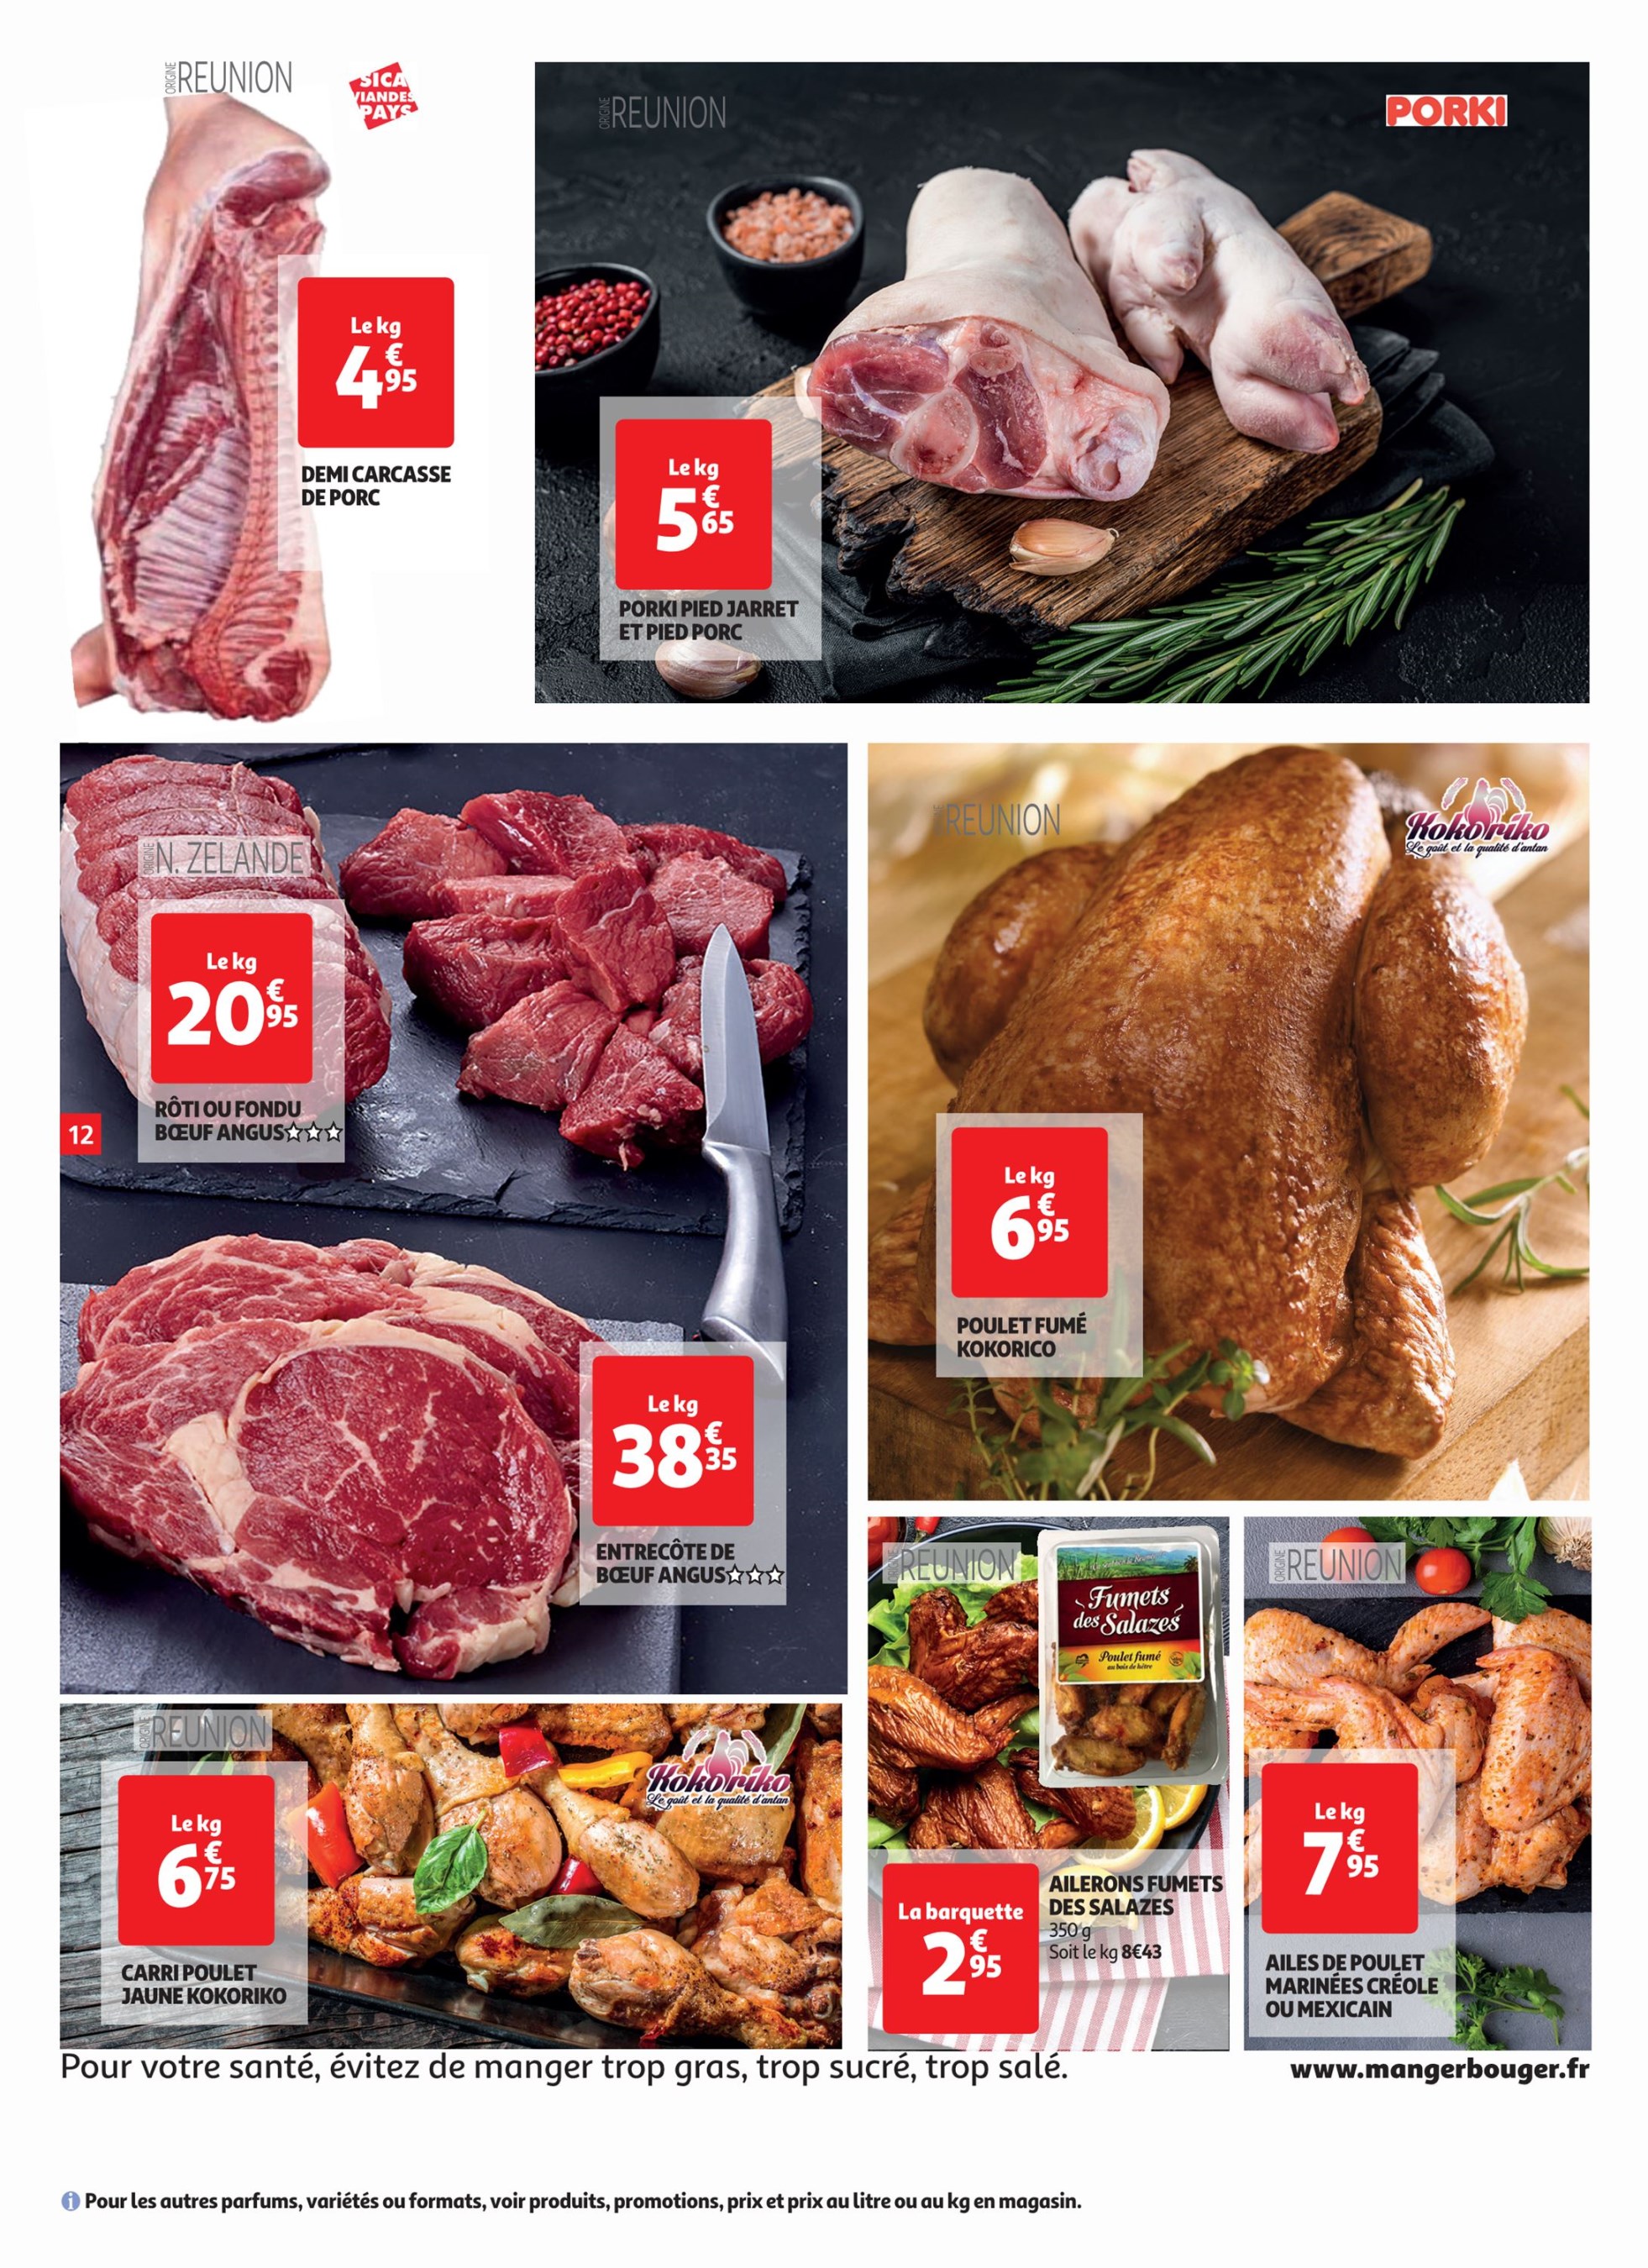 ORIGINE REUNION
SICA
VIANDES
PAYS
Le kg
4€95
DEMI CARCASSE
DE PORC
ORIGINE REUNION
PORKI
Le kg
5€65
PORKI PIED JARRET
ET PIED PORC
ORIGINE N. ZELANDE
Le kg
20€95
RÔTI OU FONDU
BŒUF ANGUS☆☆☆
12
Le kg
38€35
ENTRECÔTE DE
BŒUF ANGUS☆☆☆
ORIGINE REUNION
Kokoriko
Le goût et la qualité d'antan
Le kg
6€95
POULET FUMÉ
KOKORICO
ORIGINE REUNION
Kokoriko
Le goût et la qualité d'antan
Le kg
6€75
CARRI POULET
JAUNE KOKORIKO
ORIGINE REUNION
Fumets
des Salazes
Poulet fumé
au bois de hêtre
La barquette
2€95
AILERONS FUMETS
DES SALAZES
350 g
Soit le kg 8€43
ORIGINE REUNION
Le kg
7€95
AILES DE POULET
MARINÉES CRÉOLE
OU MEXICAIN
Pour votre santé, évitez de manger trop gras, trop sucré, trop salé.
www.mangerbouger.fr
i Pour les autres parfums, variétés ou formats, voir produits, promotions, prix et prix au litre ou au kg en magasin.